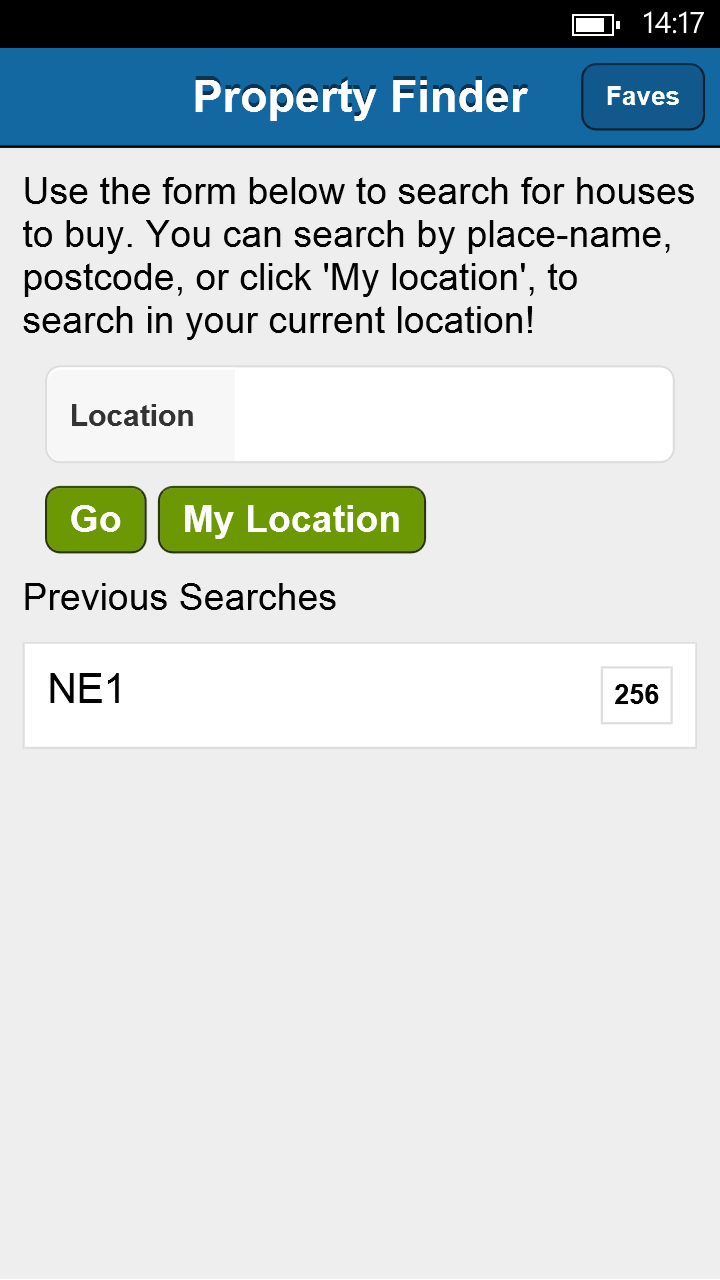 14:17
Property Finder
Faves
Use the form below to search for houses
to buy. You can search by place-name,
postcode, or click 'My location', to
search in your current location!
Location
Go
My Location
Previous Searches
NE1
256